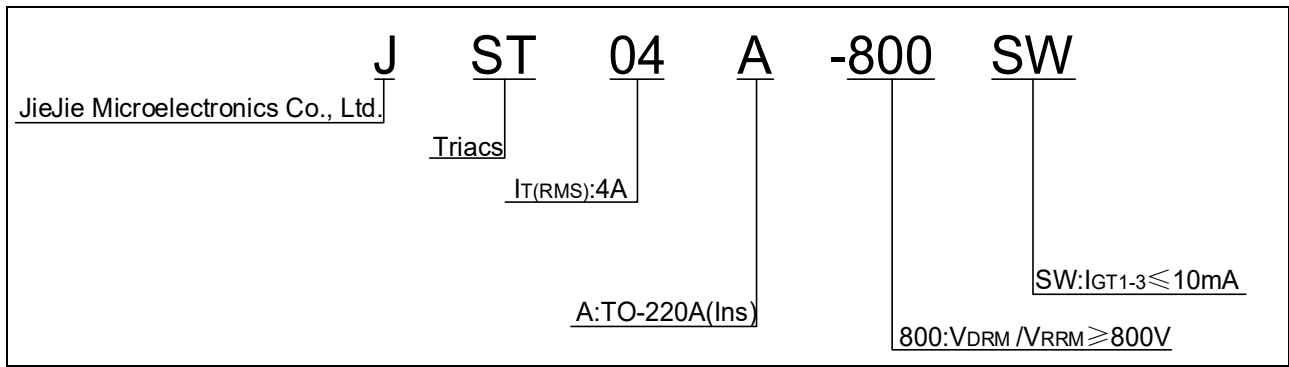 J ST 04 A -800 SW
JieJie Microelectronics Co., Ltd.
Triacs
IT(RMS):4A
SW:IGT1-3≤10mA
A:TO-220A(Ins)
800:VDRM /VRRM≥800V